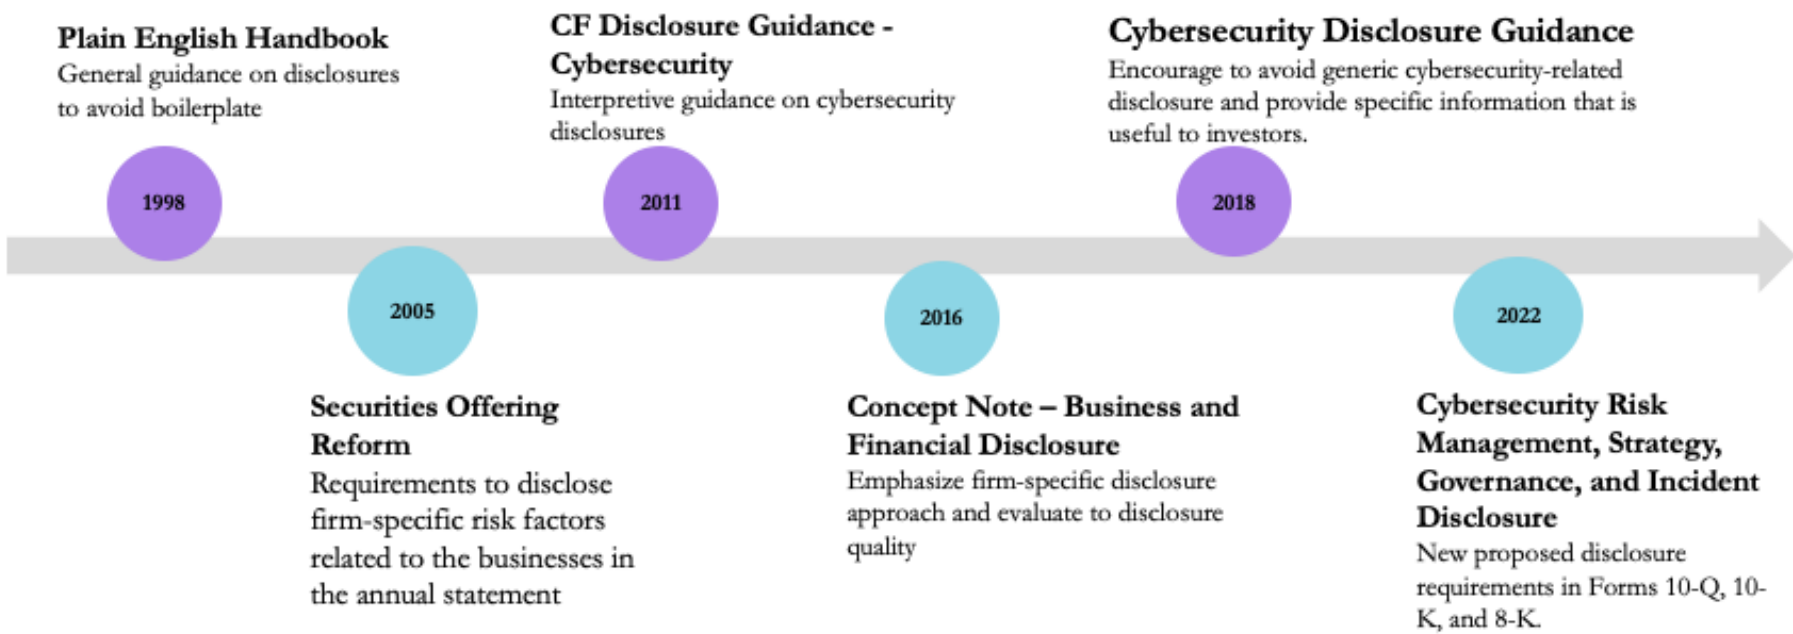 Plain English Handbook
General guidance on disclosures
to avoid boilerplate
1998
2005
Securities Offering
Reform
Requirements to disclose
firm-specific risk factors
related to the businesses in
the annual statement
CF Disclosure Guidance -
Cybersecurity
Interpretive guidance on cybersecurity
disclosures
2011
2016
Concept Note – Business and
Financial Disclosure
Emphasize firm-specific disclosure
approach and evaluate to disclosure
quality
Cybersecurity Disclosure Guidance
Encourage to avoid generic cybersecurity-related
disclosure and provide specific information that is
useful to investors.
2018
2022
Cybersecurity Risk
Management, Strategy,
Governance, and Incident
Disclosure
New proposed disclosure
requirements in Forms 10-Q, 10-
K, and 8-K.